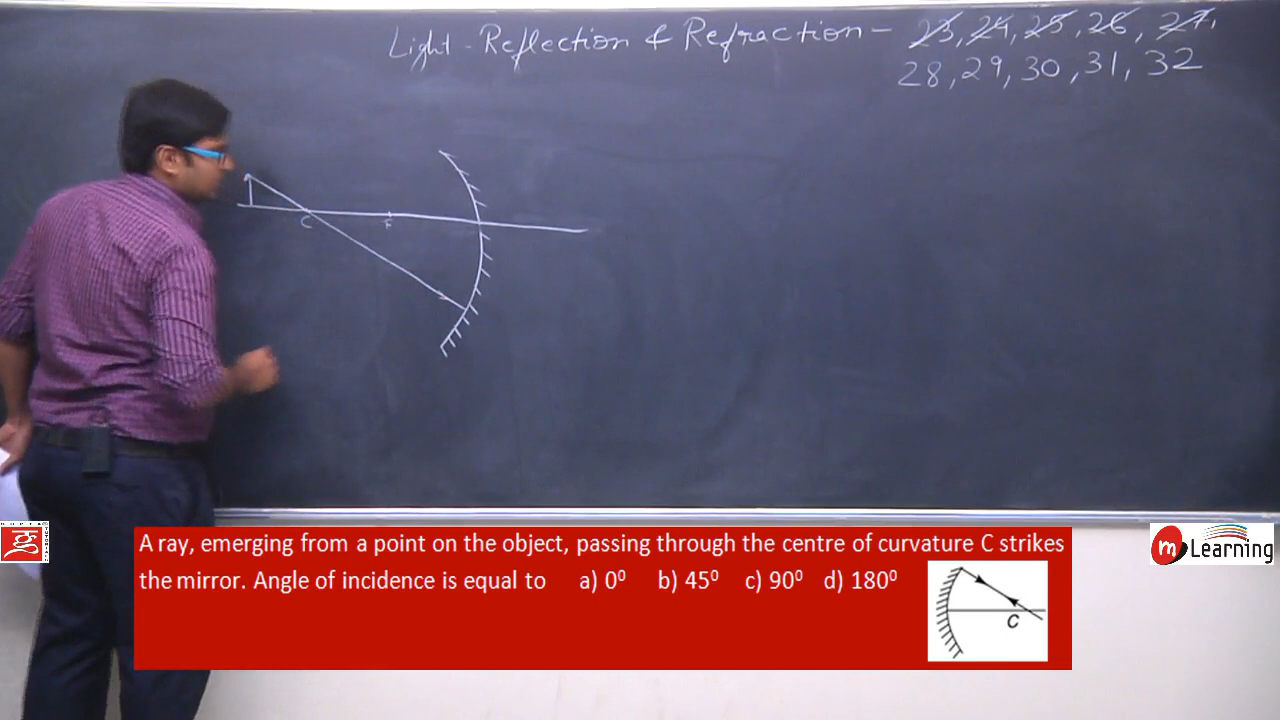 Light - Reflection & Refraction - 23, 24, 25, 26, 27,
28, 29, 30, 31, 32
C
F
A ray, emerging from a point on the object, passing through the centre of curvature C strikes
the mirror. Angle of incidence is equal to a) 0⁰ b) 45⁰ c) 90⁰ d) 180⁰
C
m Learning